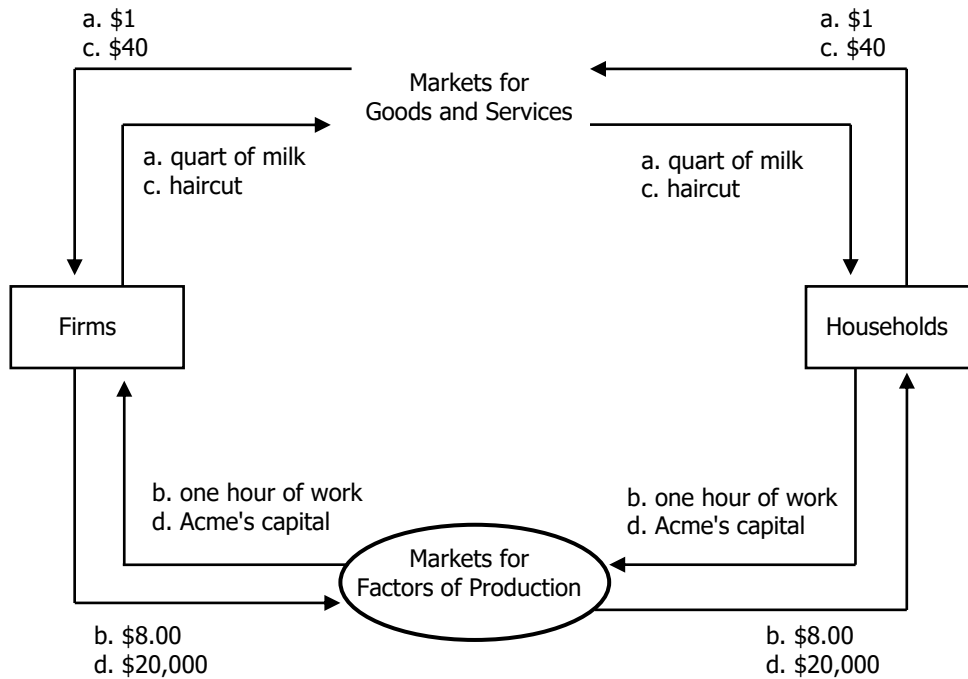 a. $1
c. $40
a. $1
c. $40
Markets for
Goods and Services
a. quart of milk
c. haircut
a. quart of milk
c. haircut
Firms
Households
b. one hour of work
d. Acme's capital
b. one hour of work
d. Acme's capital
Markets for
Factors of Production
b. $8.00
d. $20,000
b. $8.00
d. $20,000